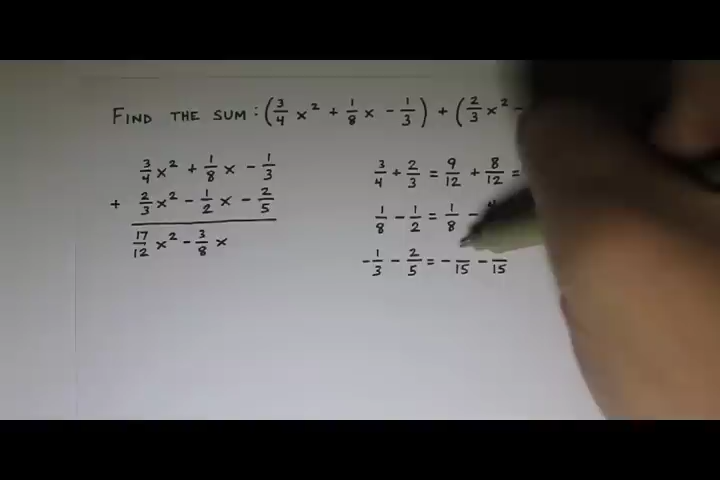 FIND THE SUM: (3/4 x² + 1/8 x - 1/3) + (2/3 x² -
3/4 x² + 1/8 x - 1/3
+ 2/3 x² - 1/2 x - 2/5
17/12 x² - 3/8 x
3/4 + 2/3 = 9/12 + 8/12 =
1/8 - 1/2 = 1/8 -
-1/3 - 2/5 = - /15 - /15